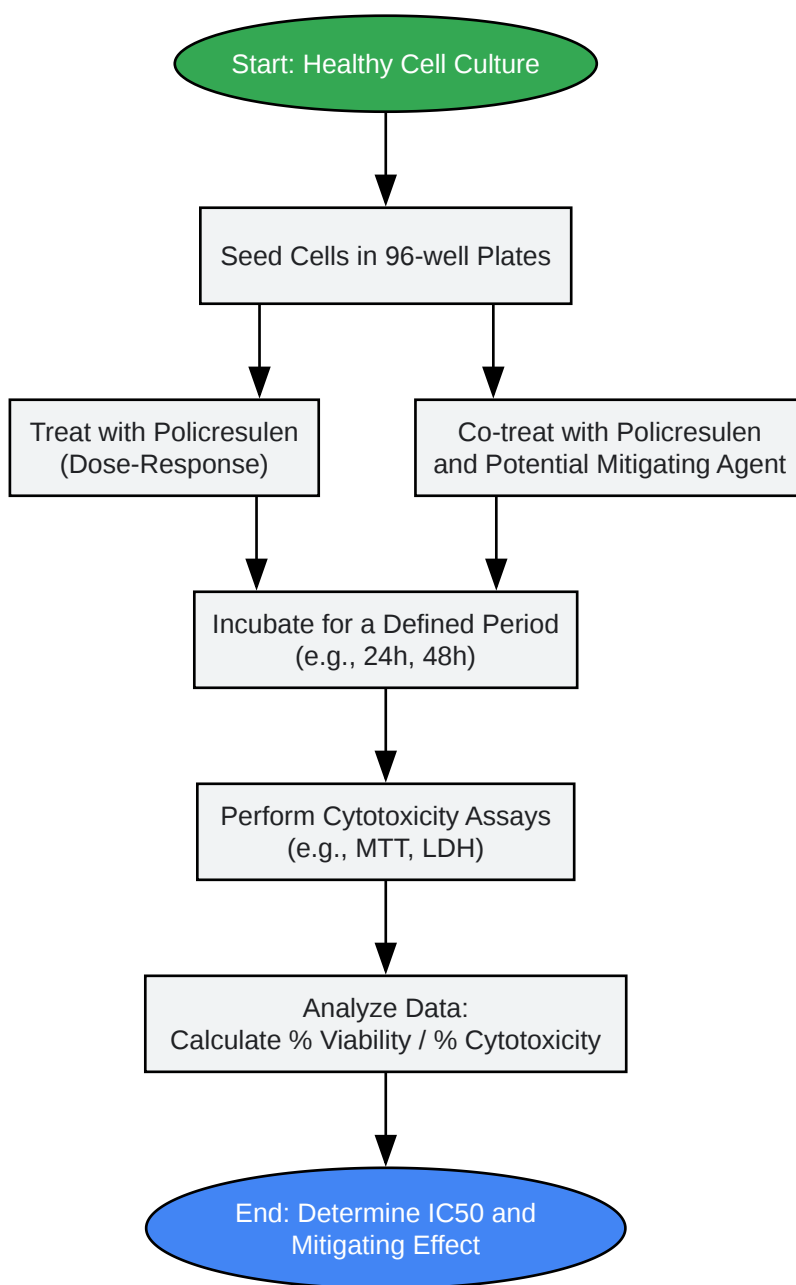 Start: Healthy Cell Culture
Seed Cells in 96-well Plates
Treat with Policresulen
(Dose-Response)
Co-treat with Policresulen
and Potential Mitigating Agent
Incubate for a Defined Period
(e.g., 24h, 48h)
Perform Cytotoxicity Assays
(e.g., MTT, LDH)
Analyze Data:
Calculate % Viability / % Cytotoxicity
End: Determine IC50 and
Mitigating Effect